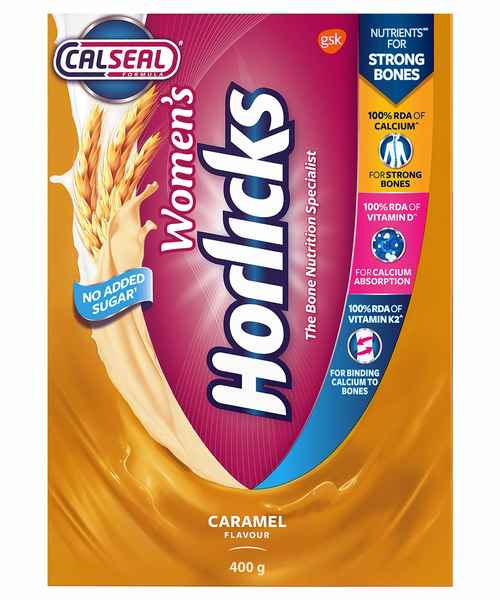 CALSEAL®
FORMULA
gsk
Women's
Horlicks
The Bone Nutrition Specialist
NO ADDED
SUGAR†
NUTRIENTS**
FOR
STRONG
BONES
100% RDA OF
CALCIUM^
FOR STRONG
BONES
100% RDA OF
VITAMIN D^
FOR CALCIUM
ABSORPTION
100% RDA OF
VITAMIN K2^
FOR BINDING
CALCIUM TO
BONES
CARAMEL
FLAVOUR
400 g